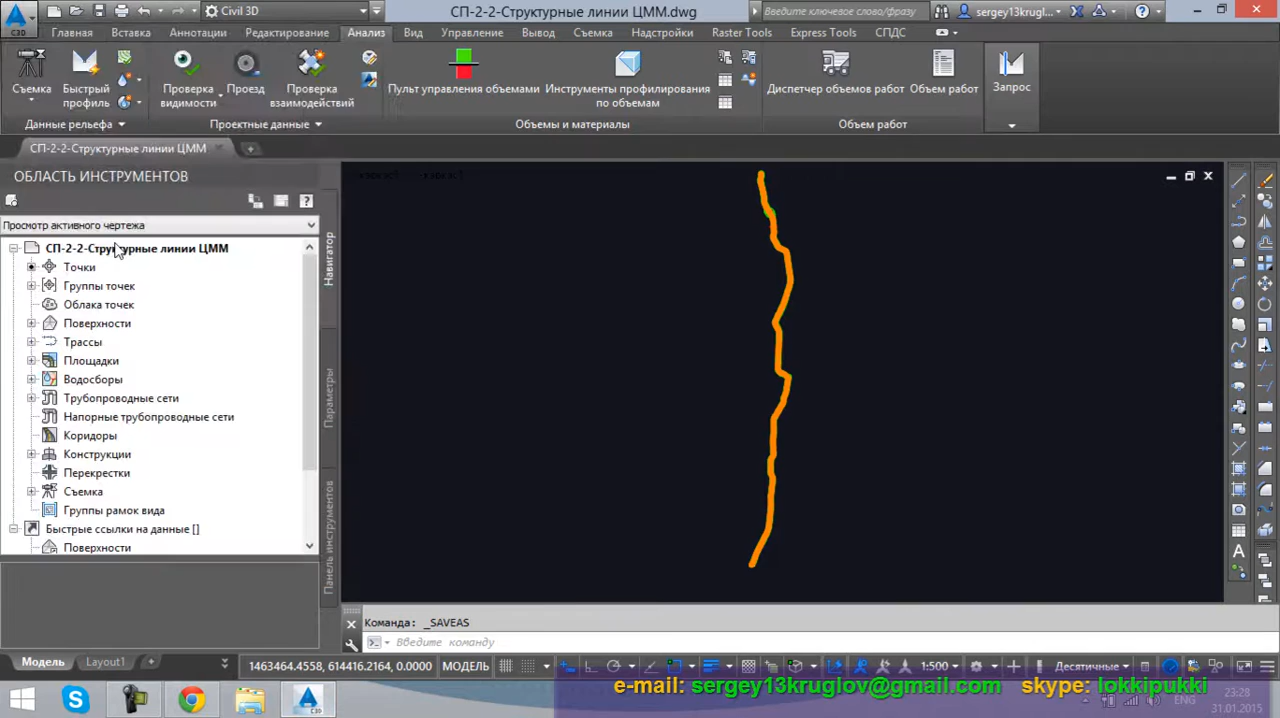 C3D
Civil 3D
СП-2-2-Структурные линии ЦММ.dwg
Введите ключевое слово/фразу
sergey13krugl...
Главная
Вставка
Аннотации
Редактирование
Анализ
Вид
Управление
Вывод
Съемка
Надстройки
Raster Tools
Express Tools
СПДС
Съемка
Быстрый профиль
Проверка видимости
Проезд
Проверка взаимодействия
Пульт управления объемами
Инструменты профилирования по объемам
Диспетчер объемов работ
Объем работ
Запрос
Данные рельефа
Проектные данные
Объемы и материалы
Объем работ
СП-2-2-Структурные линии ЦММ
ОБЛАСТЬ ИНСТРУМЕНТОВ
Просмотр активного чертежа
СП-2-2-Структурные линии ЦММ
Точки
Группы точек
Облака точек
Поверхности
Трассы
Площадки
Водосборы
Трубопроводные сети
Напорные трубопроводные сети
Коридоры
Конструкции
Перекрестки
Съемка
Группы рамок вида
Быстрые ссылки на данные []
Поверхности
Навигатор
Параметры
Панель инструментов
Команда: _SAVEAS
Введите команду
Модель
Layout1
1463464.4558, 614416.2164, 0.0000
МОДЕЛЬ
1:500
Десятичные
e-mail: sergey13kruglov@gmail.com skype: lokkipukki
ENG
23:28
31.01.2015